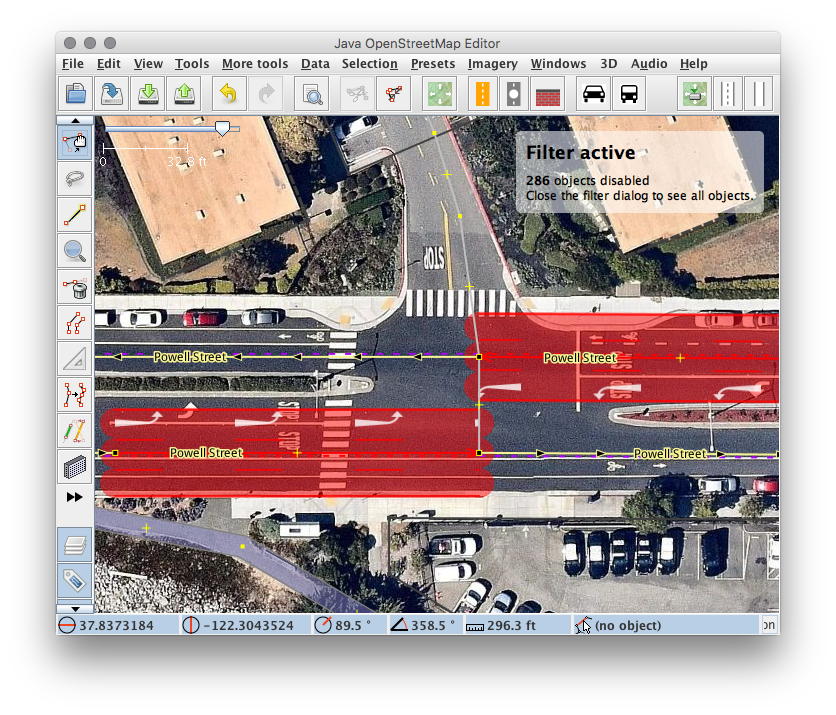 Java OpenStreetMap Editor
File Edit View Tools More tools Data Selection Presets Imagery Windows 3D Audio Help
0 32.8 ft
Filter active
286 objects disabled
Close the filter dialog to see all objects.
STOP
Powell Street
Powell Street
STOP
STOP
Powell Street
Powell Street
37.8373184 -122.3043524 89.5 ° 358.5 ° 296.3 ft (no object)